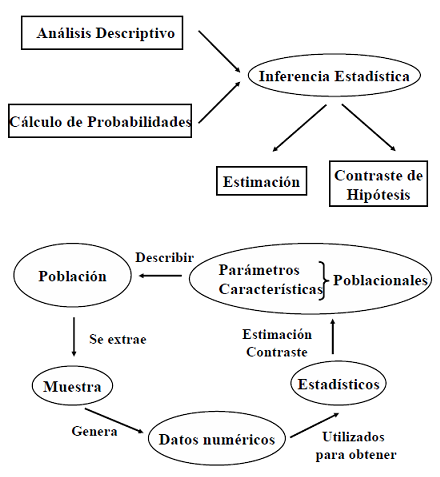 Análisis Descriptivo
Inferencia Estadística
Cálculo de Probabilidades
Estimación
Contraste de
Hipótesis
Describir
Población
Parámetros
Características
Poblacionales
Se extrae
Estimación
Contraste
Muestra
Estadísticos
Genera
Datos numéricos
Utilizados
para obtener